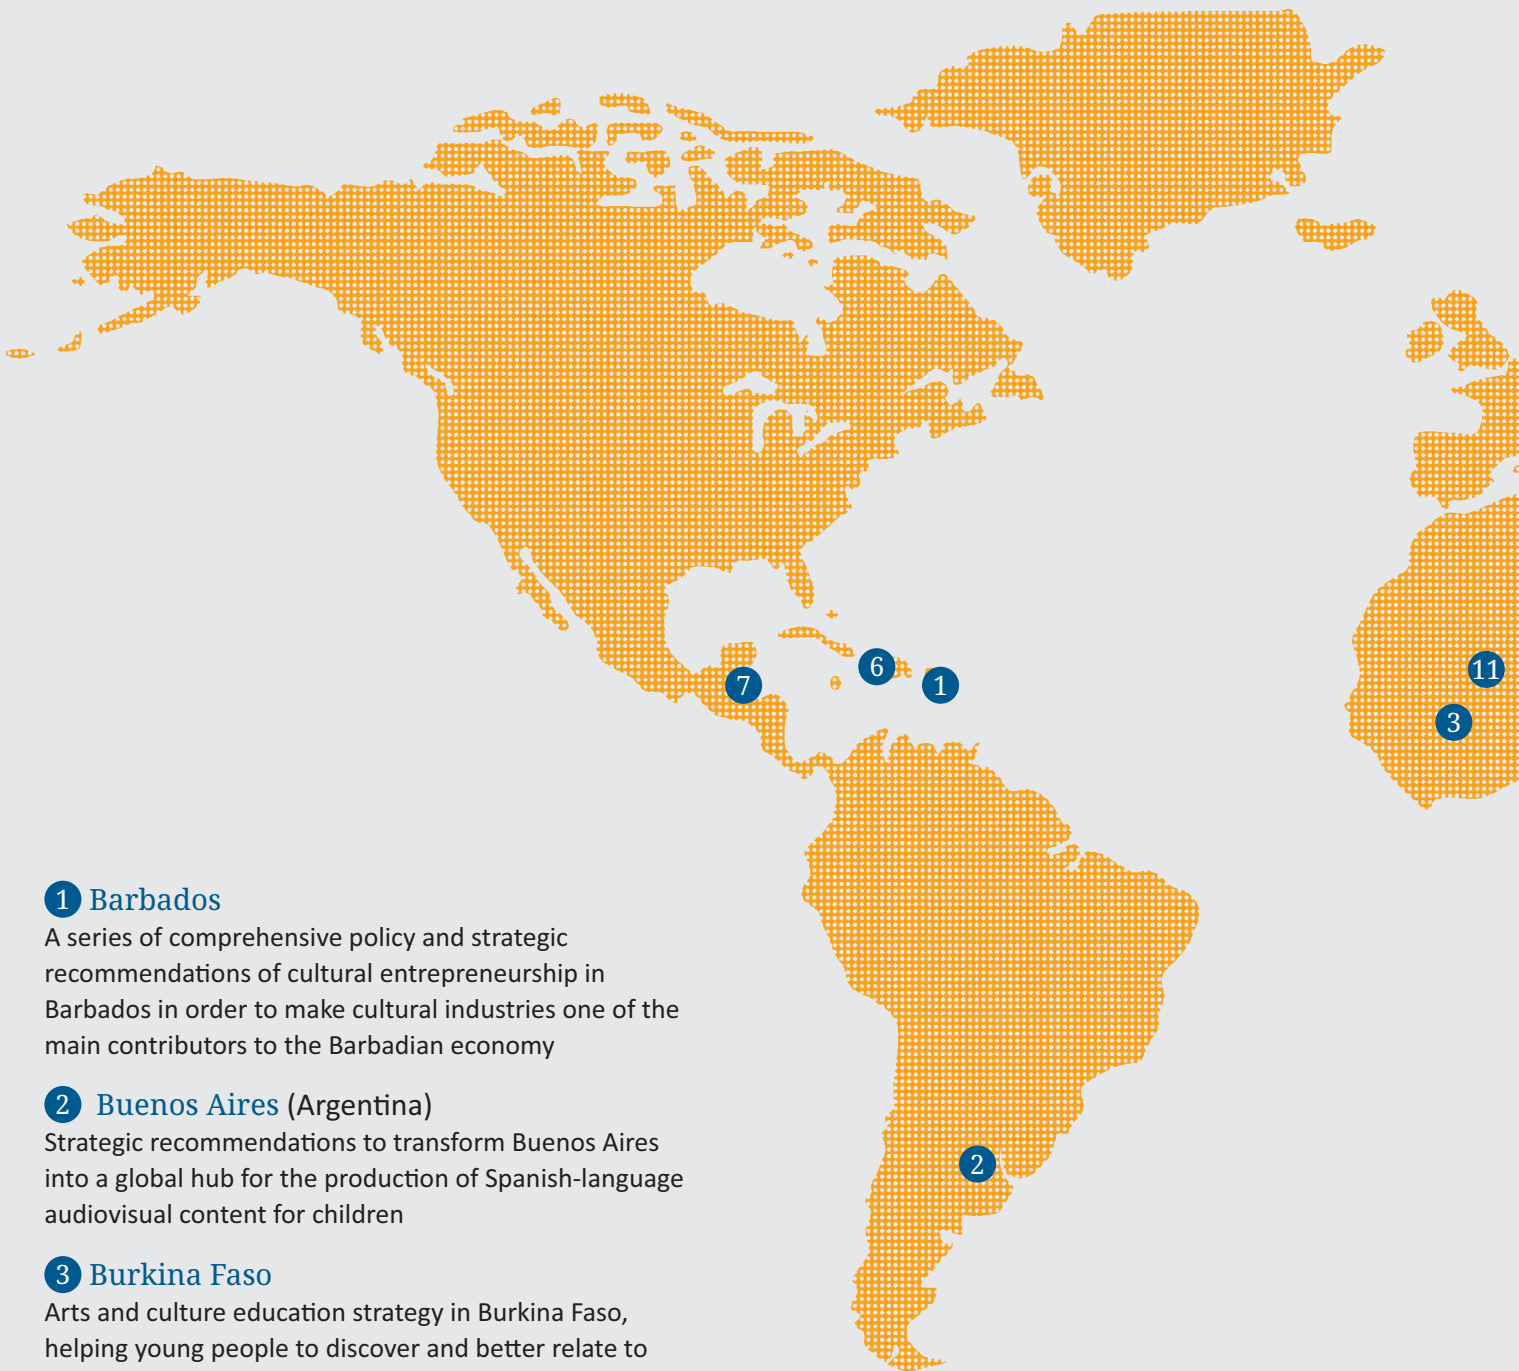 6
7
1
11
3
2
1 Barbados
A series of comprehensive policy and strategic
recommendations of cultural entrepreneurship in
Barbados in order to make cultural industries one of the
main contributors to the Barbadian economy
2 Buenos Aires (Argentina)
Strategic recommendations to transform Buenos Aires
into a global hub for the production of Spanish-language
audiovisual content for children
3 Burkina Faso
Arts and culture education strategy in Burkina Faso,
helping young people to discover and better relate to